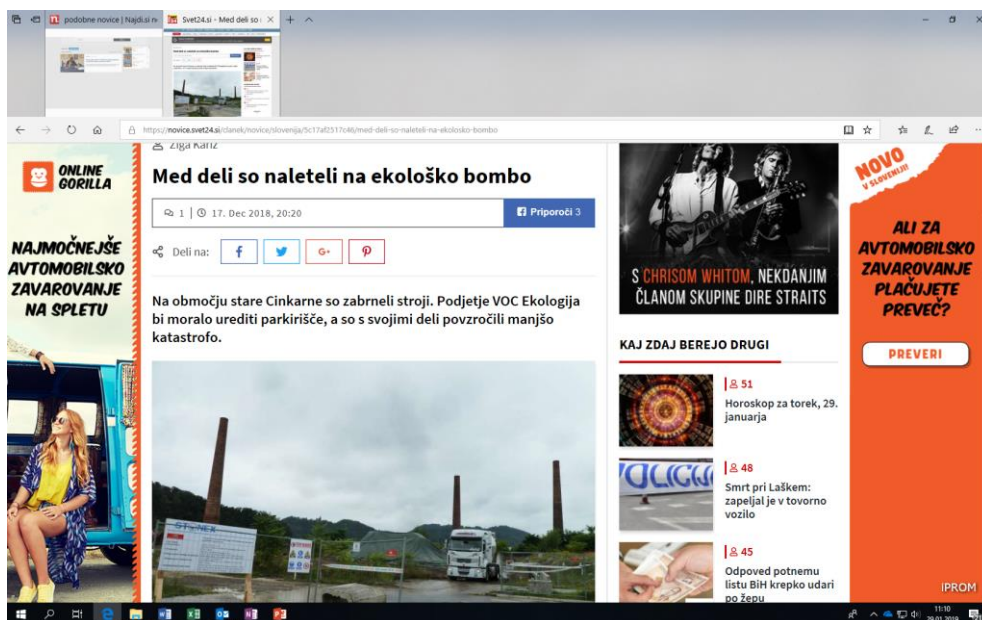 podobne novice | Najdi.si n
Svet24.si - Med deli so
https://novice.svet24.si/clanek/novice/slovenija/5c17af2517c46/med-deli-so-naleteli-na-ekolosko-bombo
ONLINE
GORILLA
NAJMOČNEJŠE
AVTOMOBILSKO
ZAVAROVANJE
NA SPLETU
Žiga Kariž
Med deli so naleteli na ekološko bombo
1 | 17. Dec 2018, 20:20
Priporoči 3
Deli na:
Na območju stare Cinkarne so zabrneli stroji. Podjetje VOC Ekologija
bi moralo urediti parkirišče, a so s svojimi deli povzročili manjšo
katastrofo.
S CHRISOM WHITOM, NEKDANJIM
ČLANOM SKUPINE DIRE STRAITS
KAJ ZDAJ BEREJO DRUGI
51
Horoskop za torek, 29.
januarja
48
Smrt pri Laškem:
zapeljal je v tovorno
vozilo
45
Odpoved potnemu
listu BiH krepko udari
po žepu
NOVO
V SLOVENIJI!
ALI ZA
AVTOMOBILSKO
ZAVAROVANJE
PLAČUJETE
PREVEČ?
PREVERI
iPROM
11:10
29.01.2019